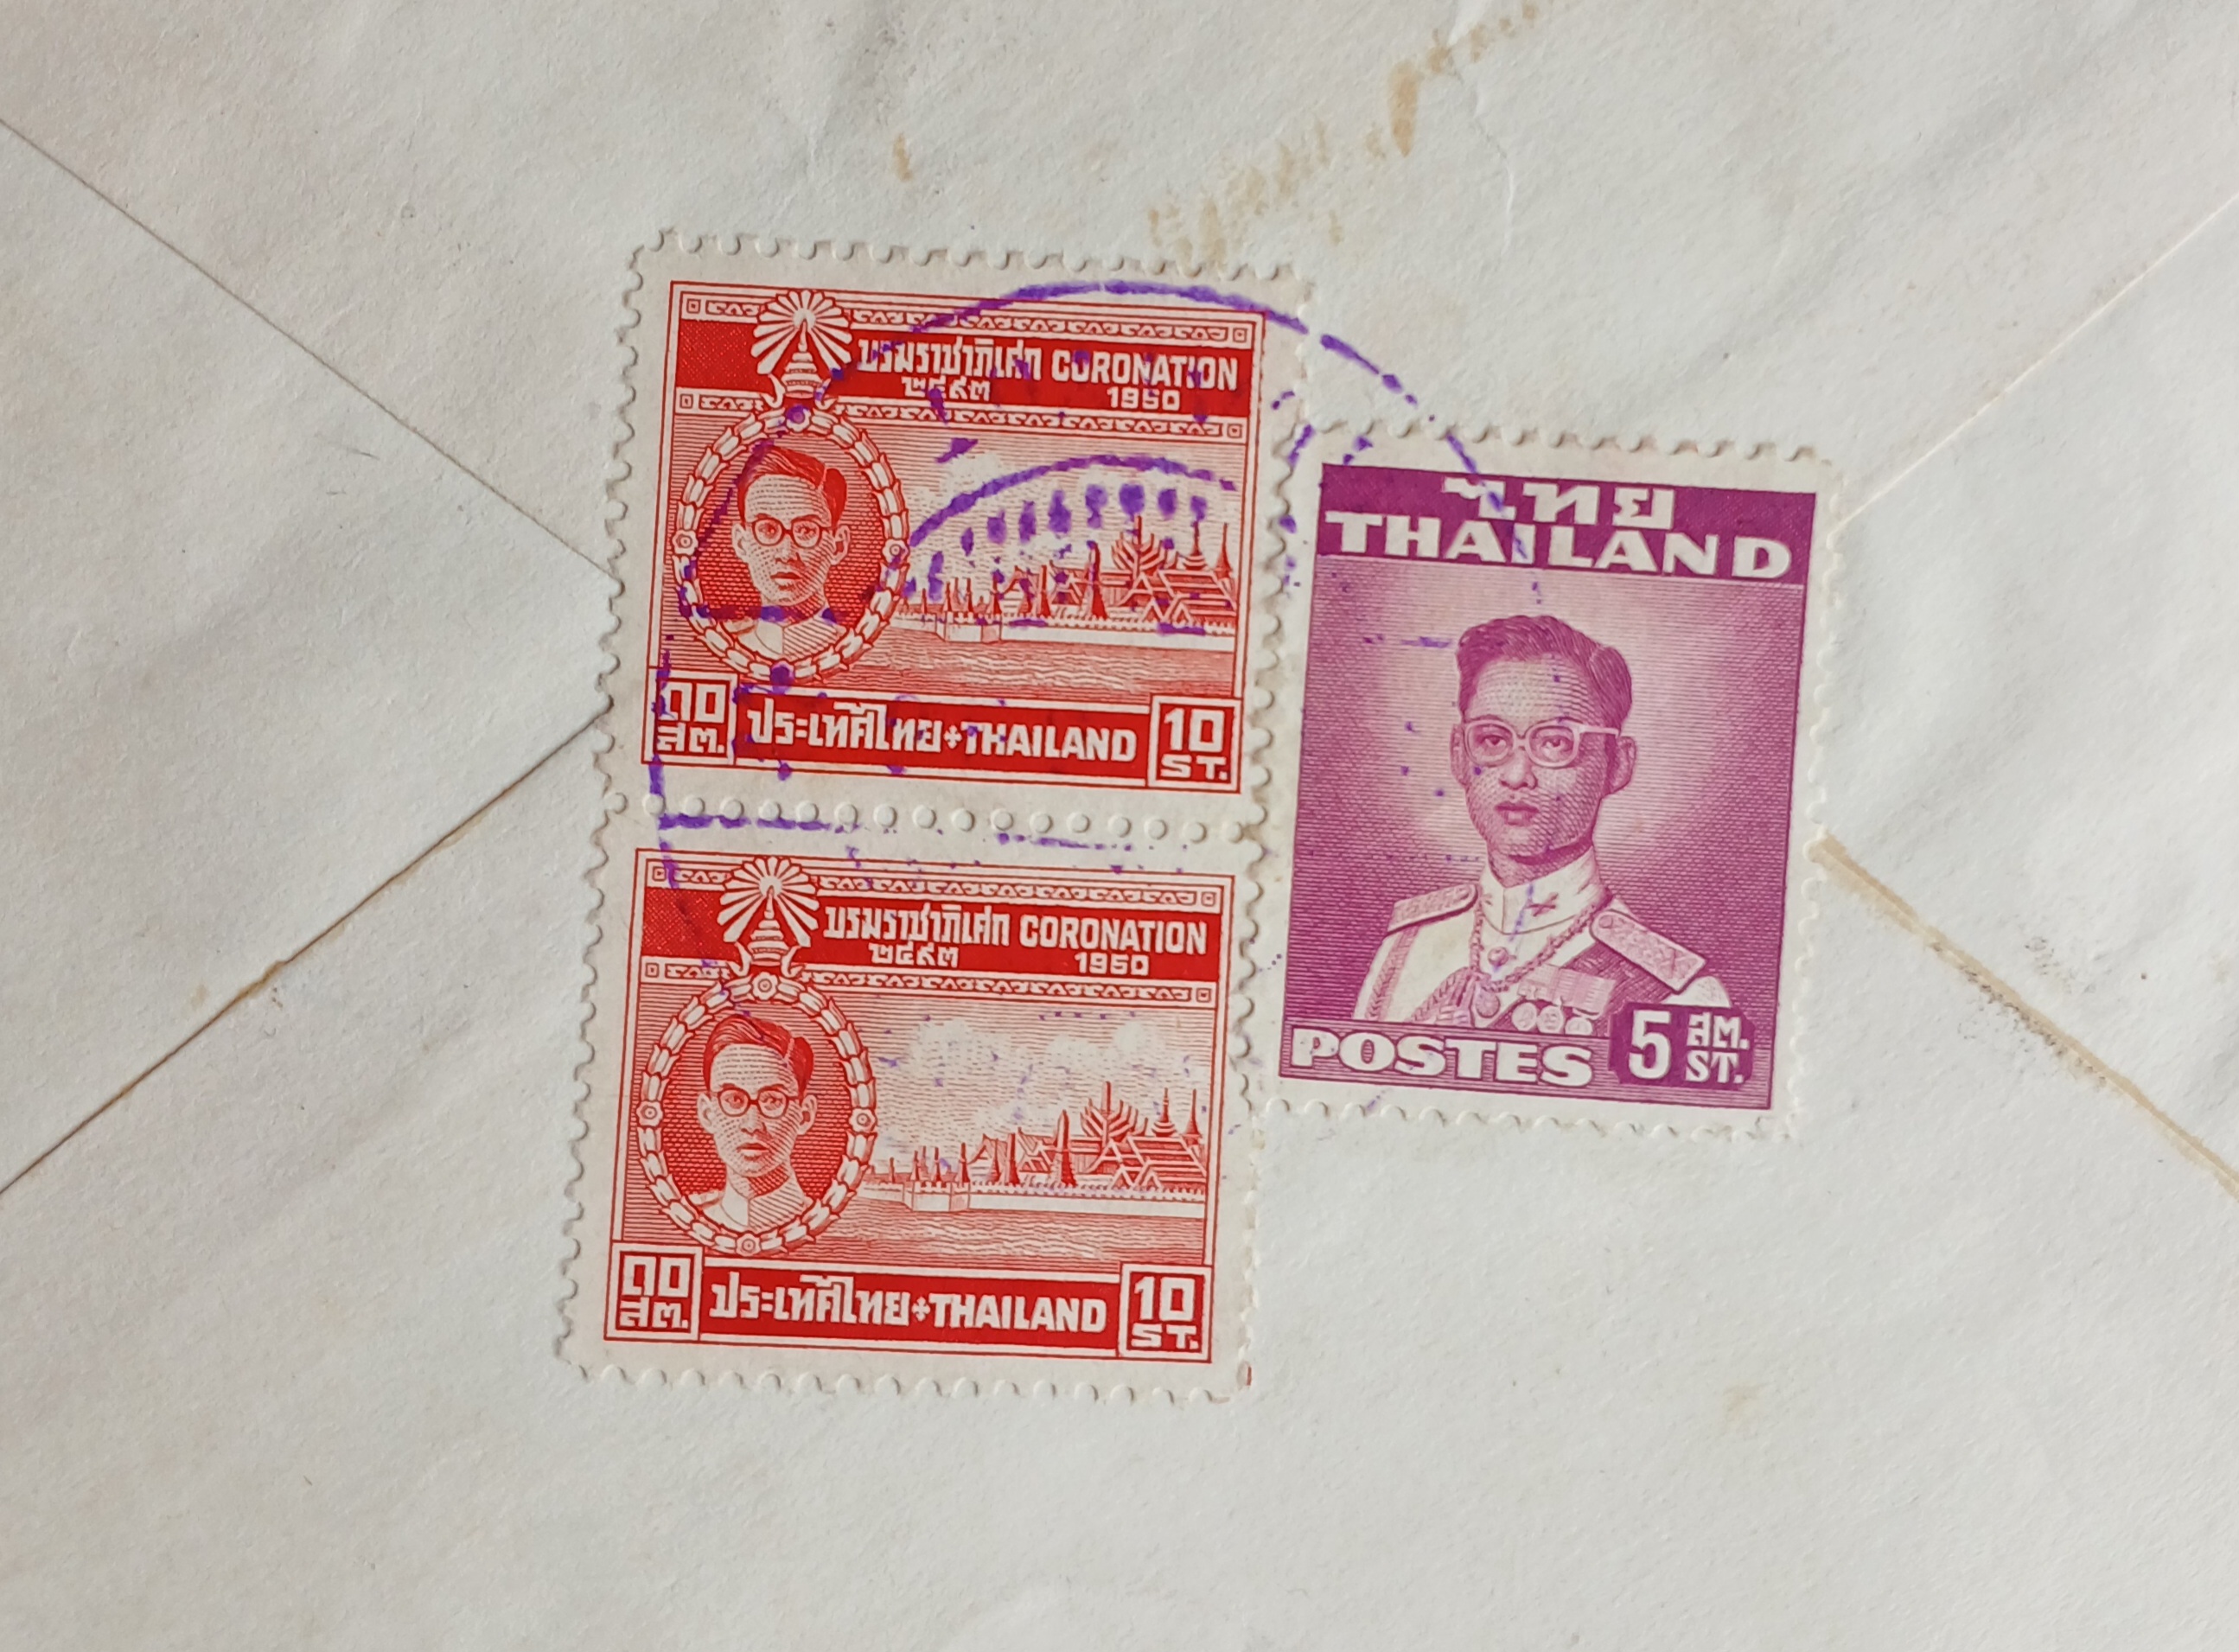 บรมราชาภิเศก CORONATION
๒๔๙๓ 1950
๑๐ สต. ประเทศไทย THAILAND 10 ST.
บรมราชาภิเศก CORONATION
๒๔๙๓ 1950
๑๐ สต. ประเทศไทย THAILAND 10 ST.
ไทย
THAILAND
POSTES 5 สต. ST.